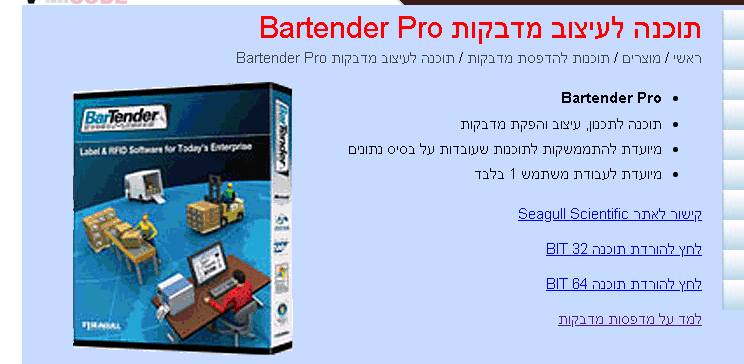 CODE
תוכנה לעיצוב מדבקות Bartender Pro
ראשי / מוצרים / תוכנות להדפסת מדבקות / תוכנה לעיצוב מדבקות Bartender Pro
Bartender Pro
תוכנה לתכנון, עיצוב והפקת מדבקות
מיועדת להתממשקות לתוכנות שעובדות על בסיס נתונים
מיועדת לעבודת משתמש 1 בלבד
קישור לאתר Seagull Scientific
לחץ להורדת תוכנה 32 BIT
לחץ להורדת תוכנה 64 BIT
למד על מדפסות מדבקות
BarTender
Label & RFID Software for Today's Enterprise
SEAGULL